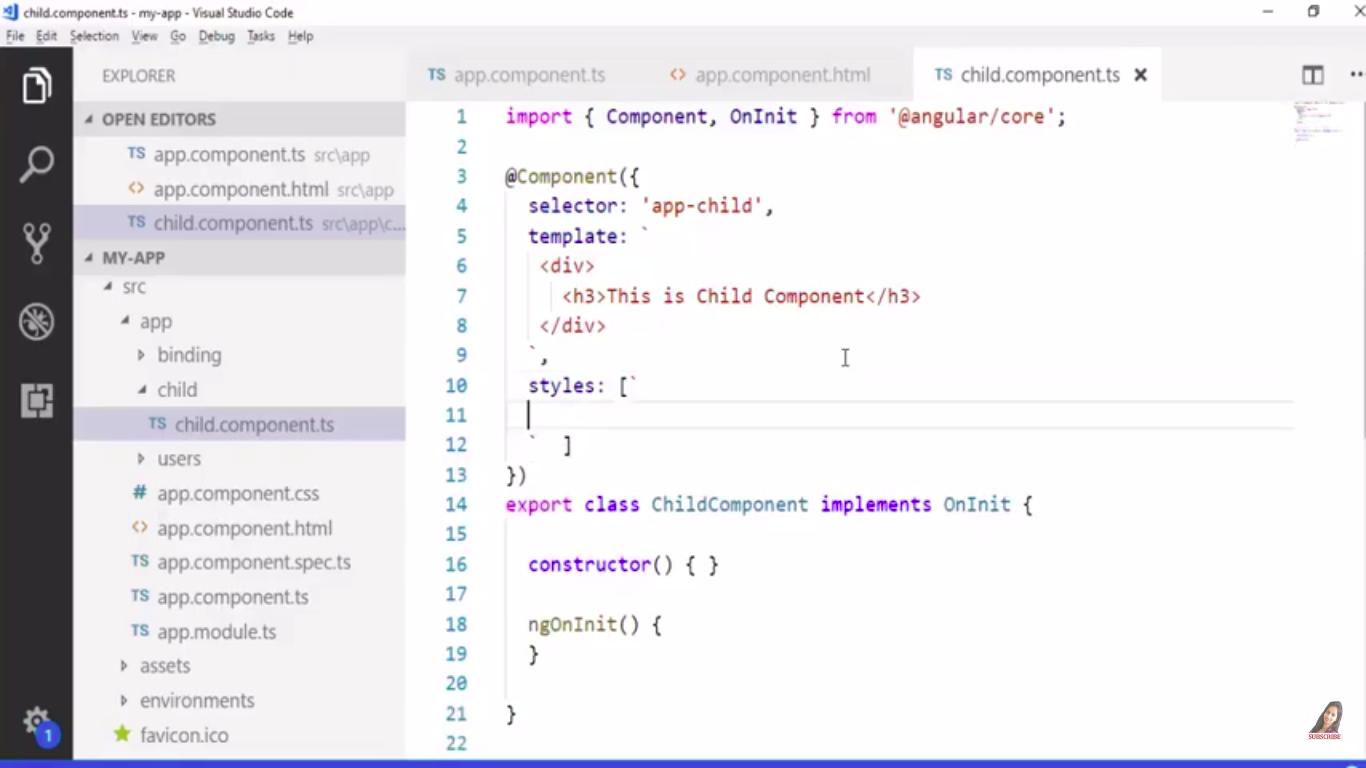 child.component.ts - my-app - Visual Studio Code
File Edit Selection View Go Debug Tasks Help
EXPLORER
OPEN EDITORS
TS app.component.ts src\app
<> app.component.html src\app
TS child.component.ts src\app\c...
MY-APP
src
app
binding
child
TS child.component.ts
users
# app.component.css
<> app.component.html
TS app.component.spec.ts
TS app.component.ts
TS app.module.ts
assets
environments
favicon.ico
1
TS app.component.ts <> app.component.html TS child.component.ts
1 import { Component, OnInit } from '@angular/core';
2
3 @Component({
4 selector: 'app-child',
5 template: `
6 <div>
7 <h3>This is Child Component</h3>
8 </div>
9 `,
10 styles: [`
11
12 ` ]
13 })
14 export class ChildComponent implements OnInit {
15
16 constructor() { }
17
18 ngOnInit() {
19 }
20
21 }
22
SUBSCRIBE